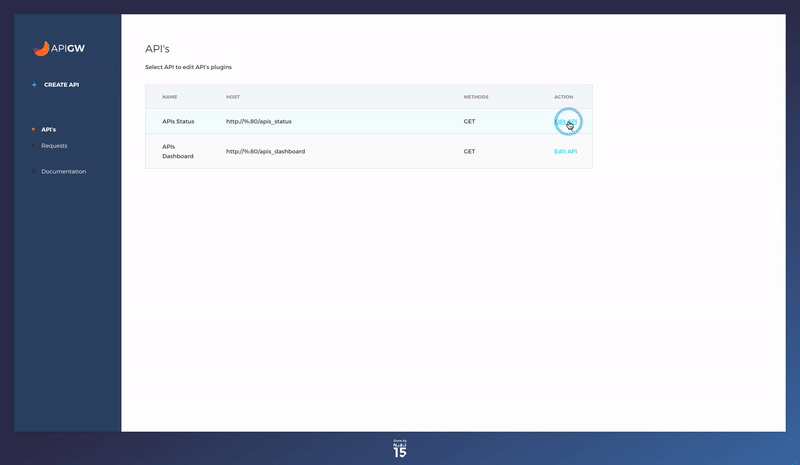 APIGW
+ CREATE API
API's
Requests
Documentation
API's
Select API to edit API's plugins
NAME HOST METHODS ACTION
APIs Status http://%:80/apis_status GET Edit API
APIs Dashboard http://%:80/apis_dashboard GET Edit API
15